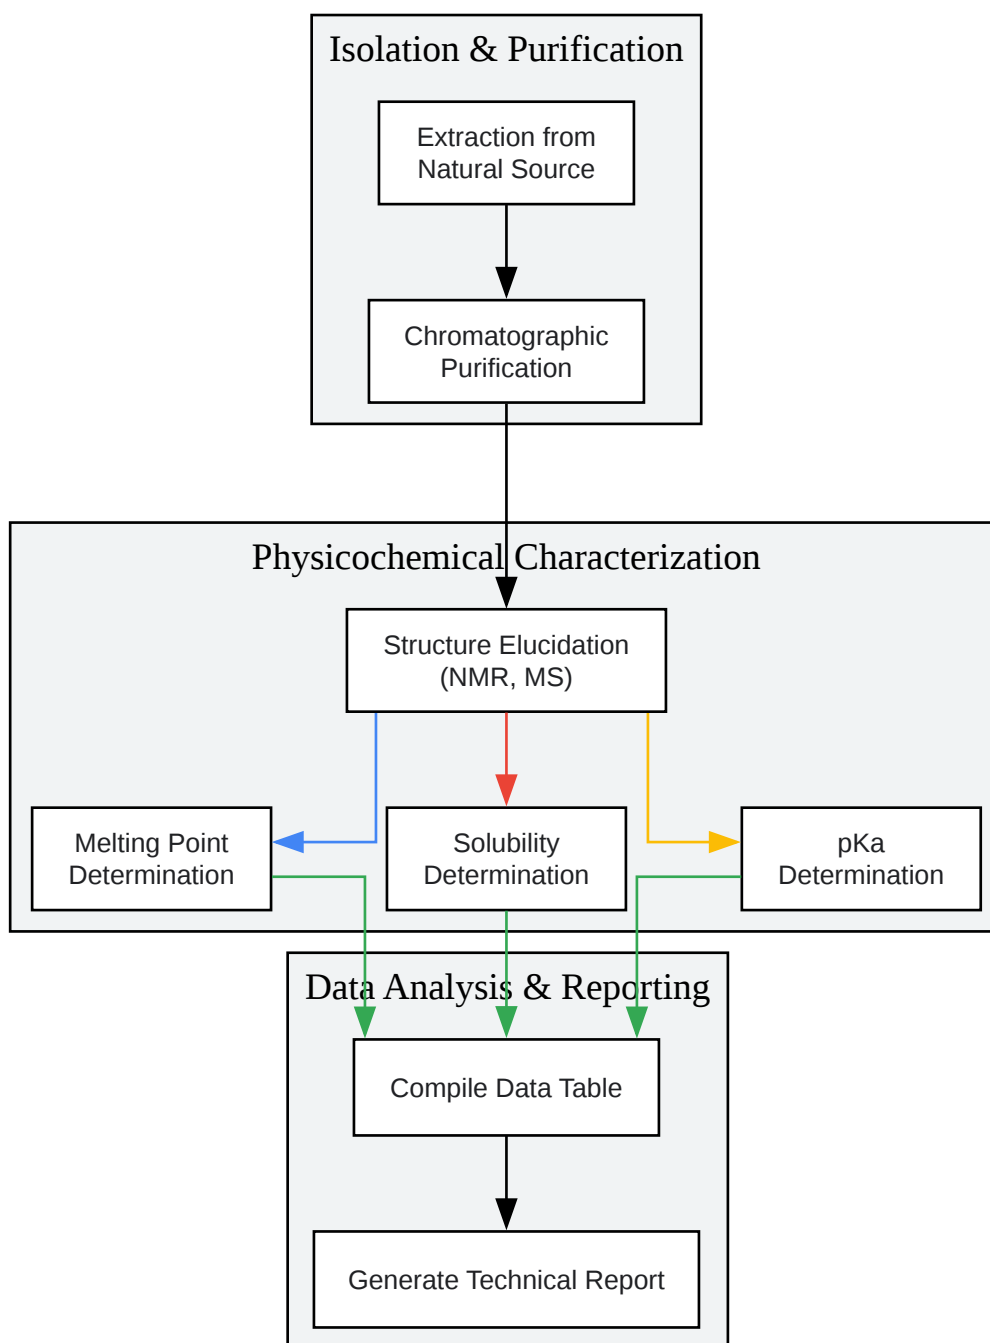 Isolation & Purification
Extraction from
Natural Source
Chromatographic
Purification
Physicochemical Characterization
Structure Elucidation
(NMR, MS)
Melting Point
Determination
Solubility
Determination
pKa
Determination
Data Analysis & Reporting
Compile Data Table
Generate Technical Report